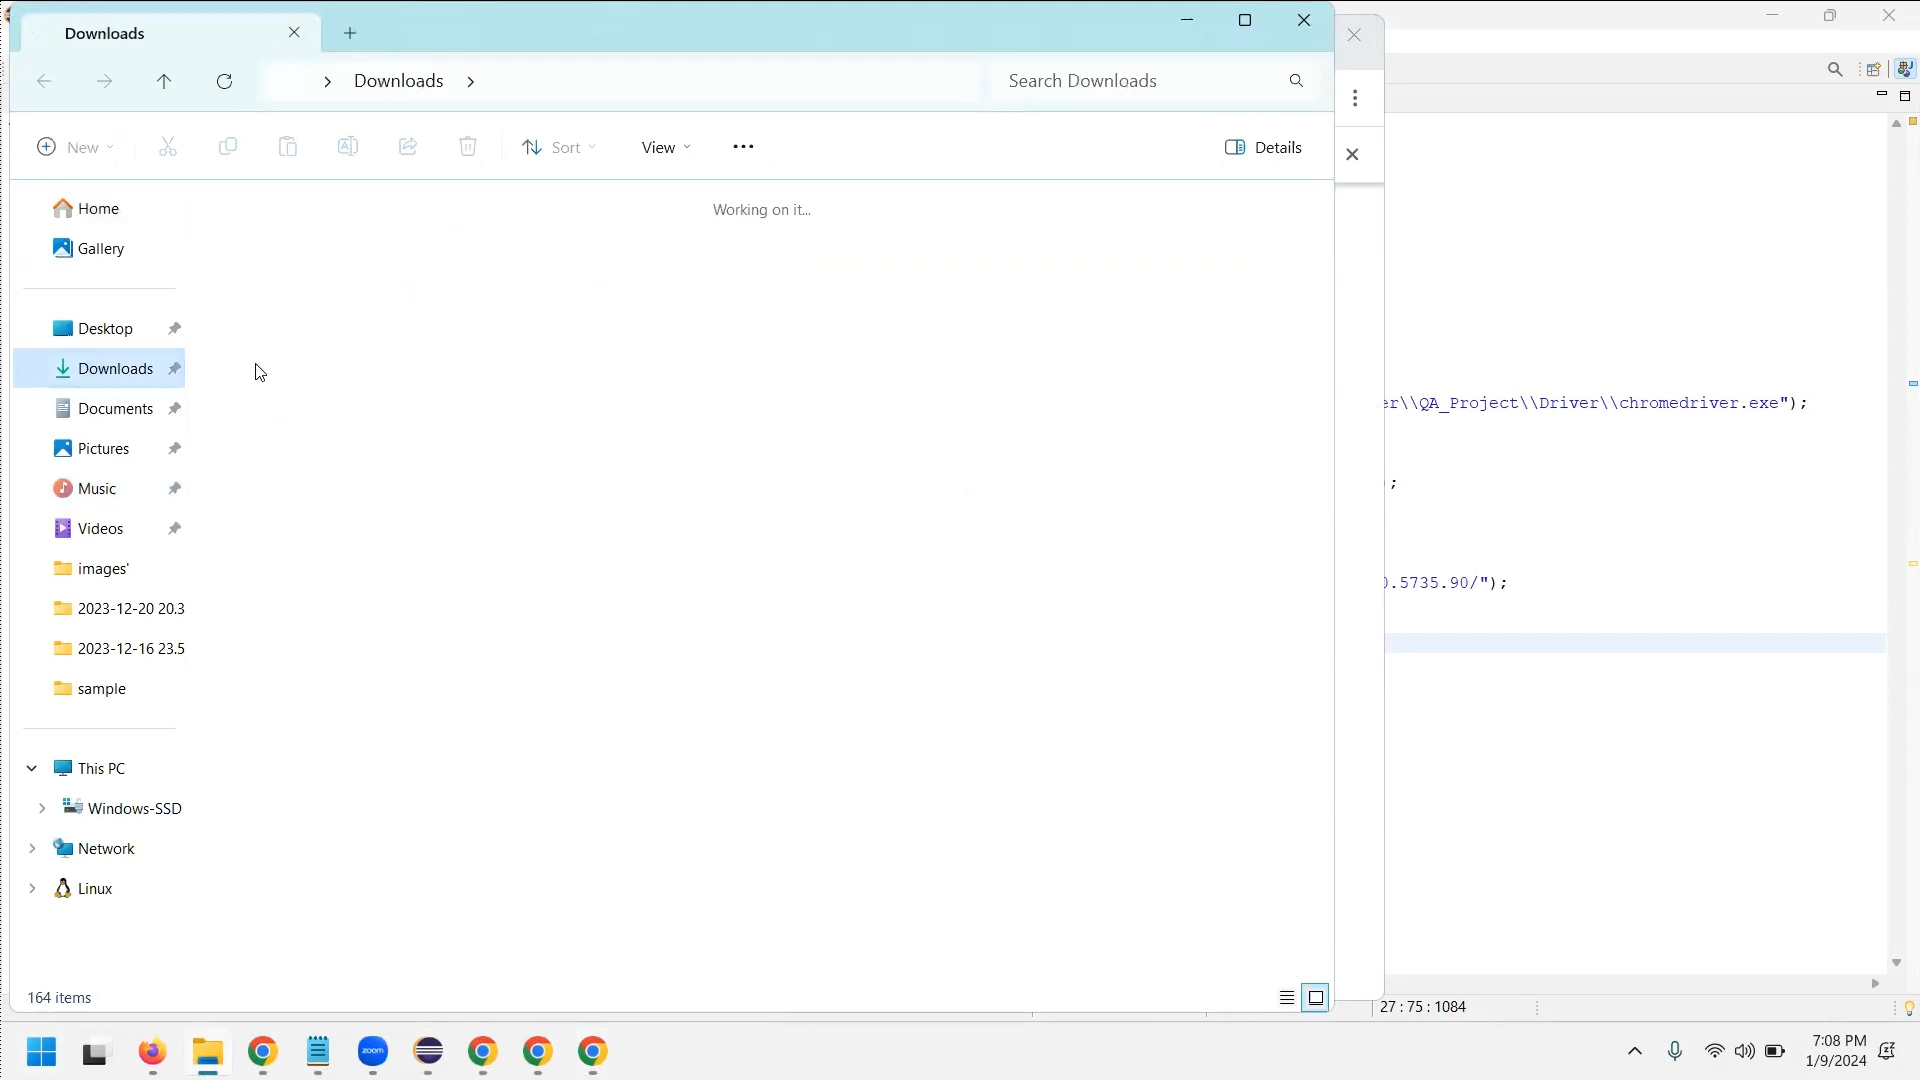 Downloads
Downloads
Search Downloads
New
Sort
View
Details
Home
Working on it...
Gallery
Desktop
Downloads
Documents
Pictures
Music
Videos
images'
2023-12-20 20.3
2023-12-16 23.5
sample
This PC
Windows-SSD
Network
Linux
164 items
er\\QA_Project\\Driver\\chromedriver.exe");
);
0.5735.90/");
27 : 75 : 1084
zoom
7:08 PM
1/9/2024